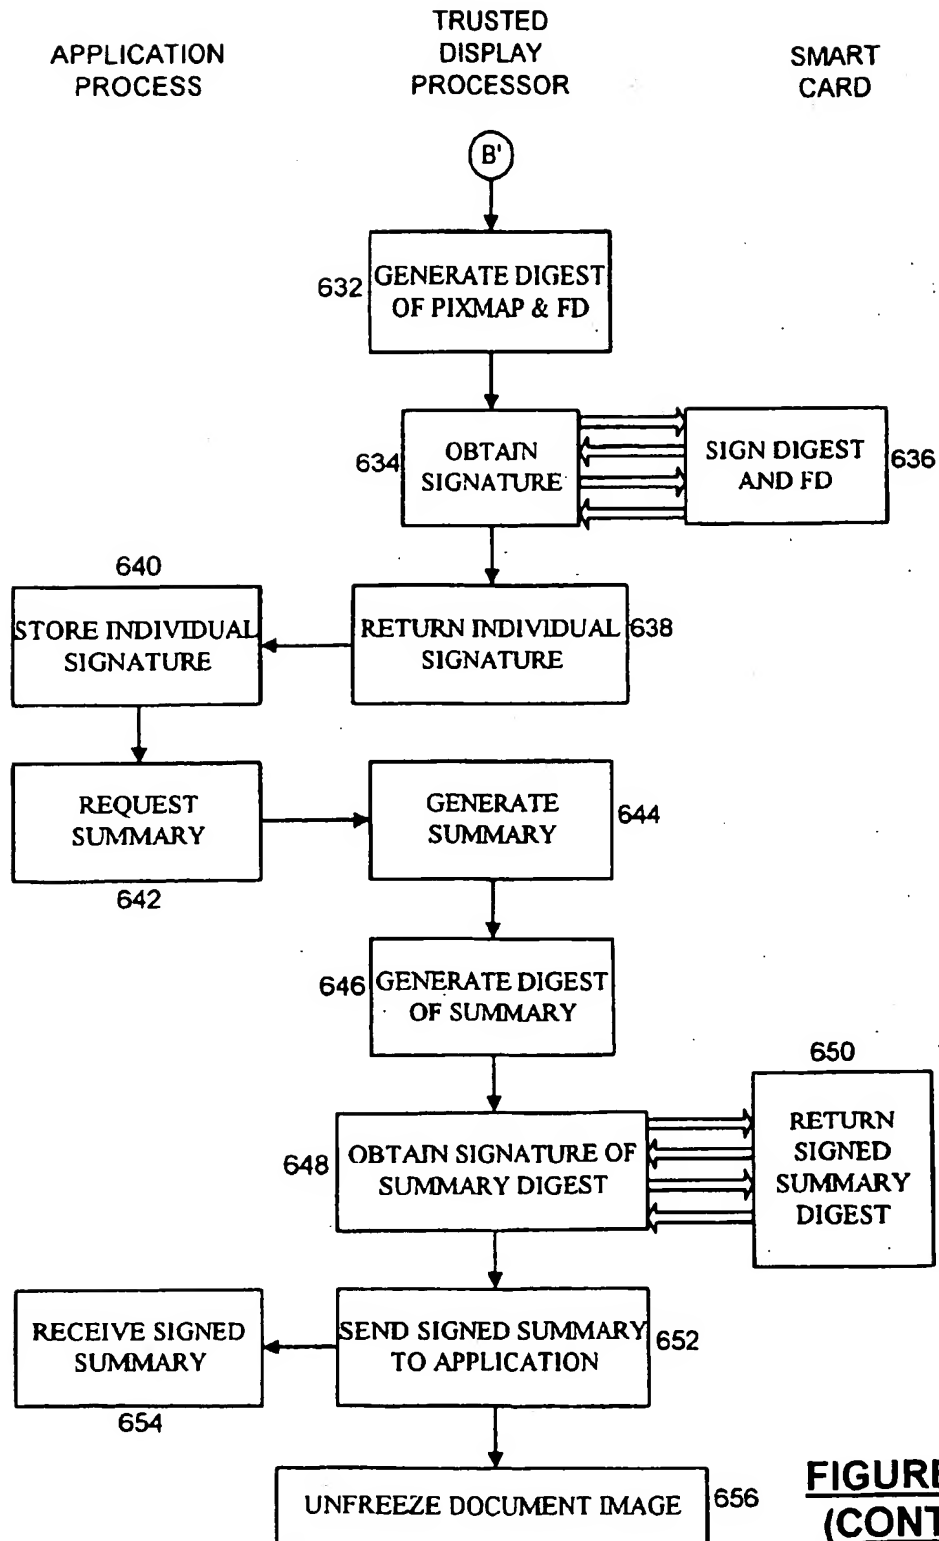 APPLICATION
PROCESS
TRUSTED
DISPLAY
PROCESSOR
SMART
CARD
B'
632
GENERATE DIGEST
OF PIXMAP & FD
634
OBTAIN
SIGNATURE
SIGN DIGEST
AND FD
636
640
STORE INDIVIDUAL
SIGNATURE
RETURN INDIVIDUAL
SIGNATURE
638
REQUEST
SUMMARY
642
GENERATE
SUMMARY
644
646
GENERATE DIGEST
OF SUMMARY
650
648
OBTAIN SIGNATURE OF
SUMMARY DIGEST
RETURN
SIGNED
SUMMARY
DIGEST
RECEIVE SIGNED
SUMMARY
654
SEND SIGNED SUMMARY
TO APPLICATION
652
UNFREEZE DOCUMENT IMAGE
656
FIGURE
(CONT